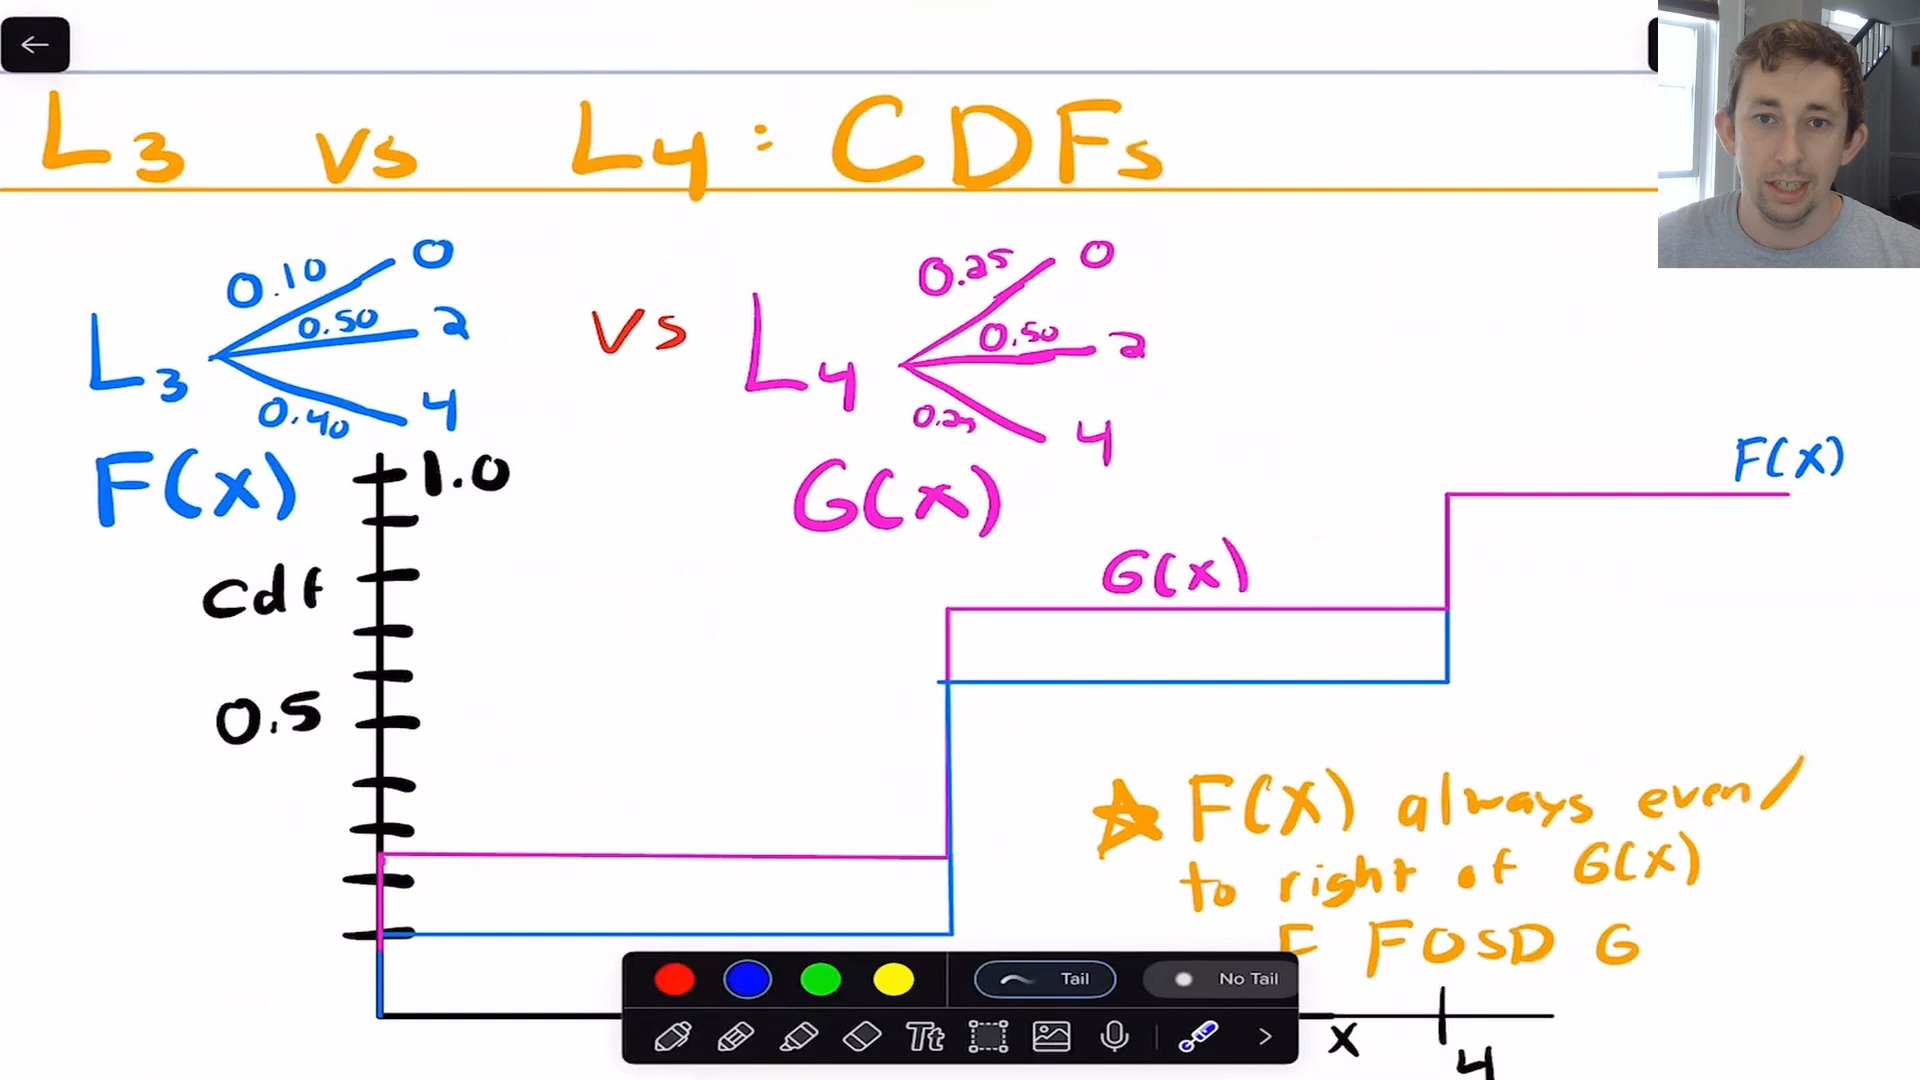 L3 vs L4: CDFs
L3 0.10 0 0.50 2 0.40 4
vs
L4 0.25 0 0.50 2 0.25 4
F(x)
G(x)
1.0
cdf
0.5
F(x)
G(x)
F(x) always even/
to right of G(x)
F FOSD G
x
4
Tail
No Tail
Tt